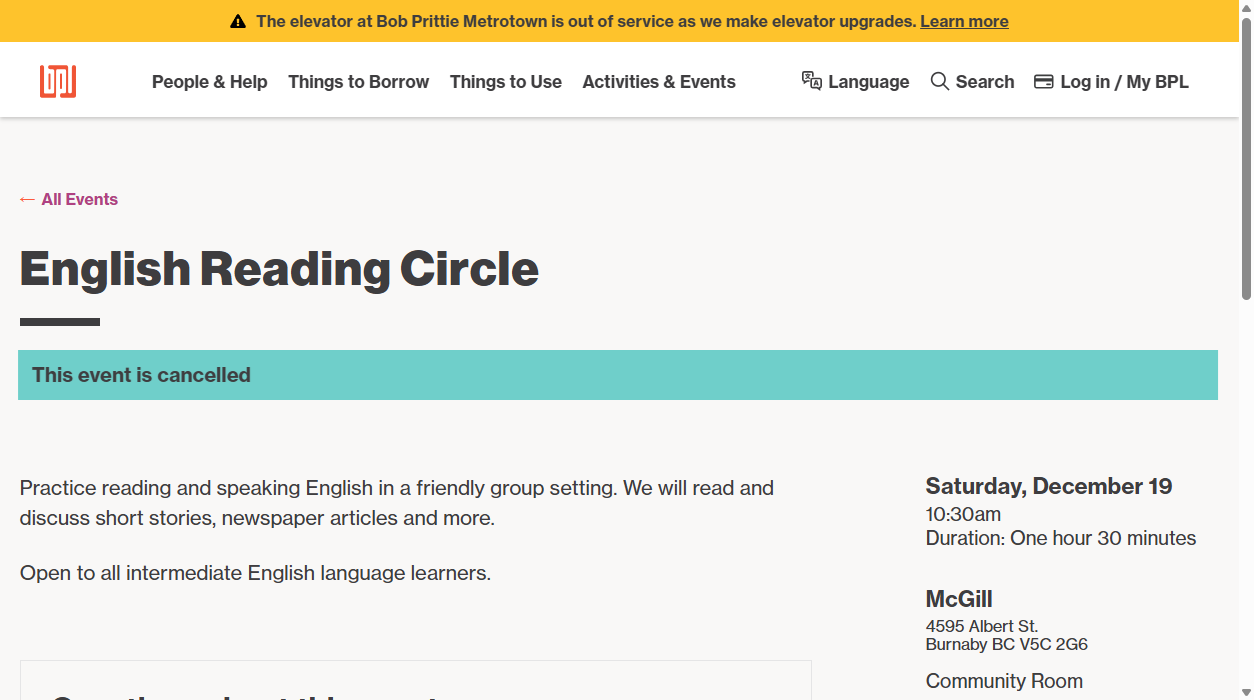 The elevator at Bob Prittie Metrotown is out of service as we make elevator upgrades. Learn more
People & Help Things to Borrow Things to Use Activities & Events Language Search Log in / My BPL
← All Events
English Reading Circle
This event is cancelled
Practice reading and speaking English in a friendly group setting. We will read and
discuss short stories, newspaper articles and more.
Open to all intermediate English language learners.
Saturday, December 19
10:30am
Duration: One hour 30 minutes
McGill
4595 Albert St.
Burnaby BC V5C 2G6
Community Room